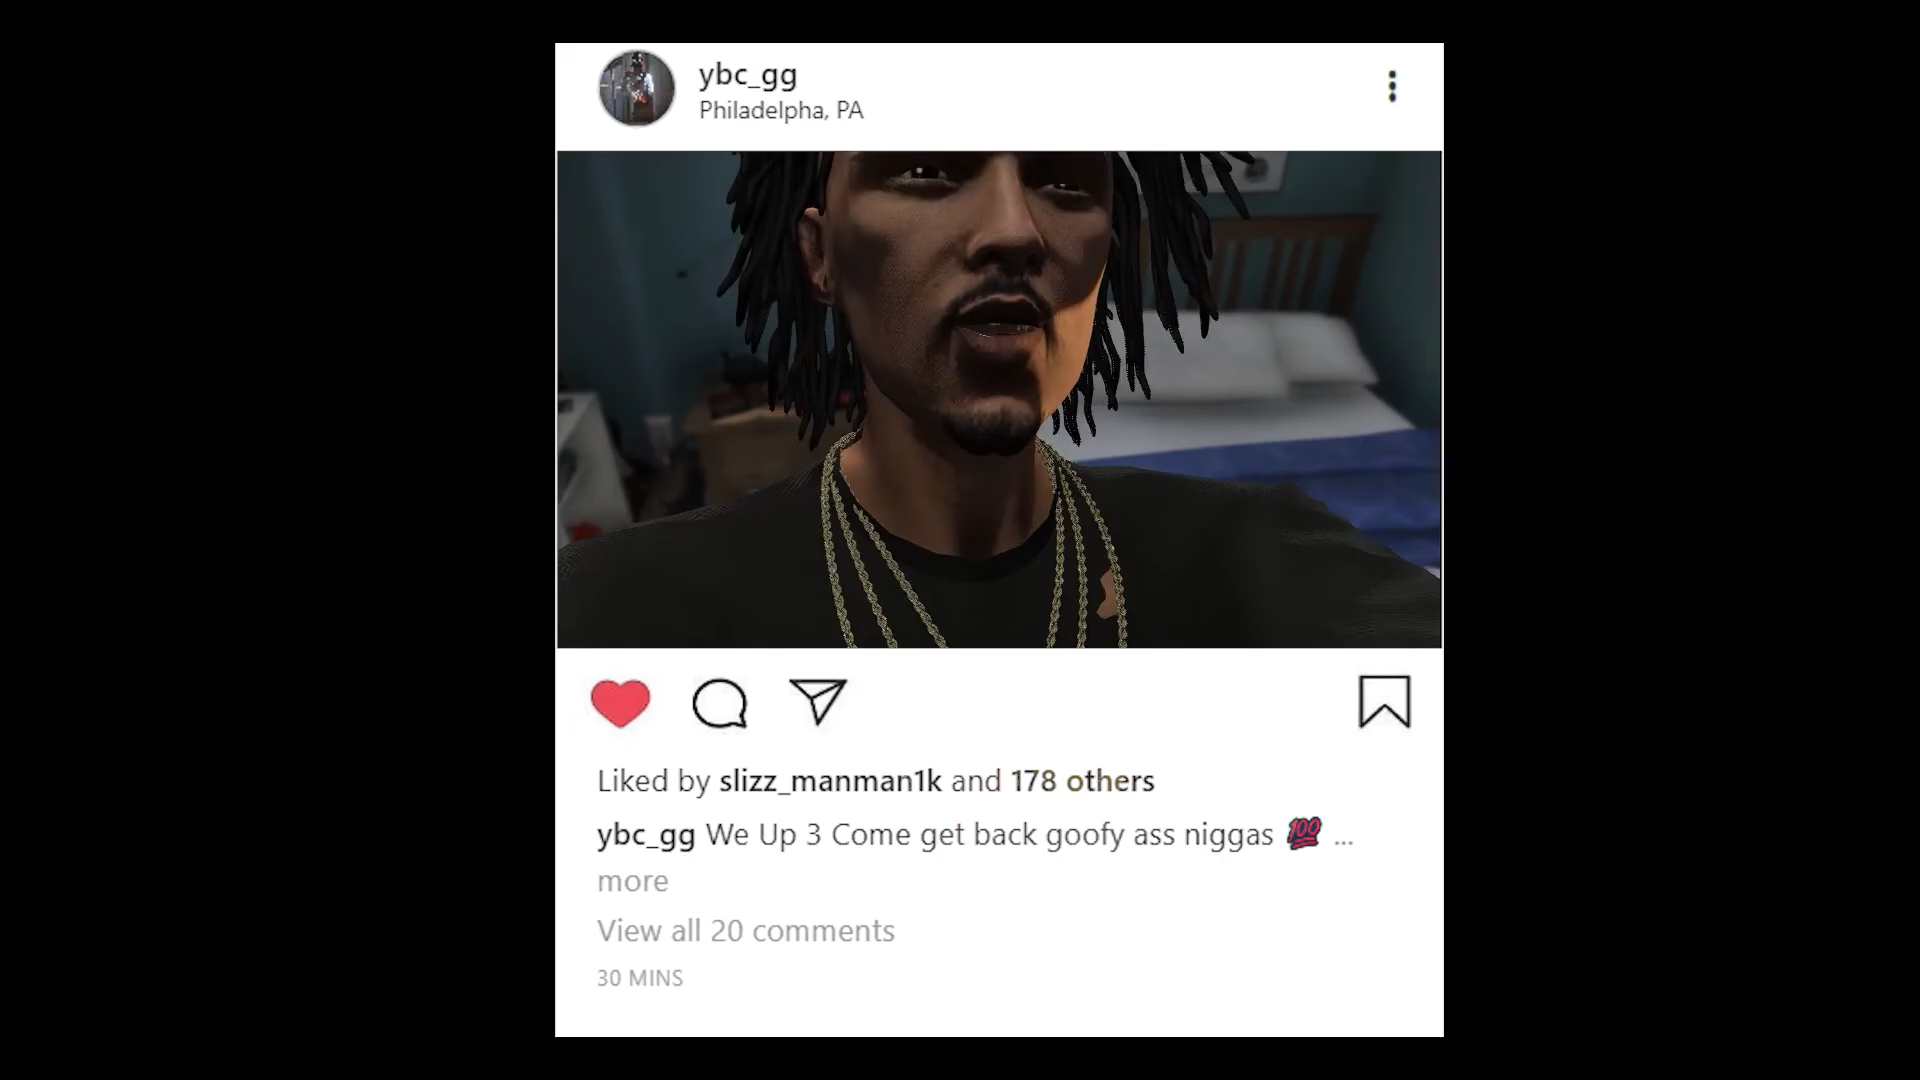 ybc_gg
Philadelpha, PA
Liked by slizz_manman1k and 178 others
ybc_gg We Up 3 Come get back goofy ass niggas 💯 ...
more
View all 20 comments
30 MINS